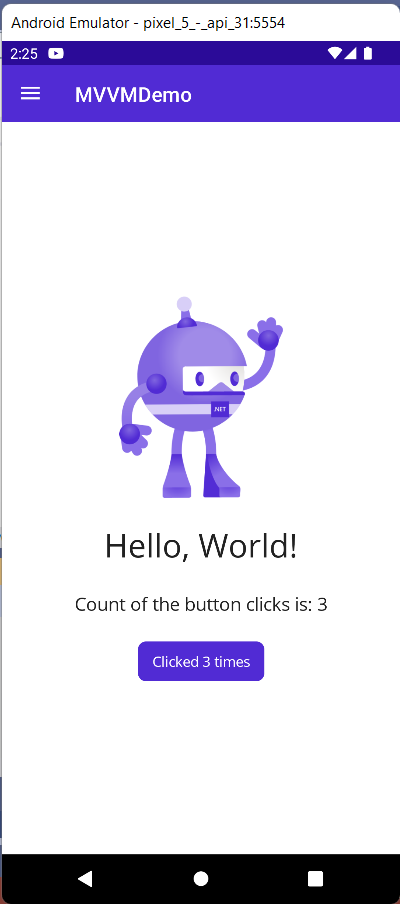 Android Emulator - pixel_5_-_api_31:5554
2:25
MVVMDemo
.NET
Hello, World!
Count of the button clicks is: 3
Clicked 3 times